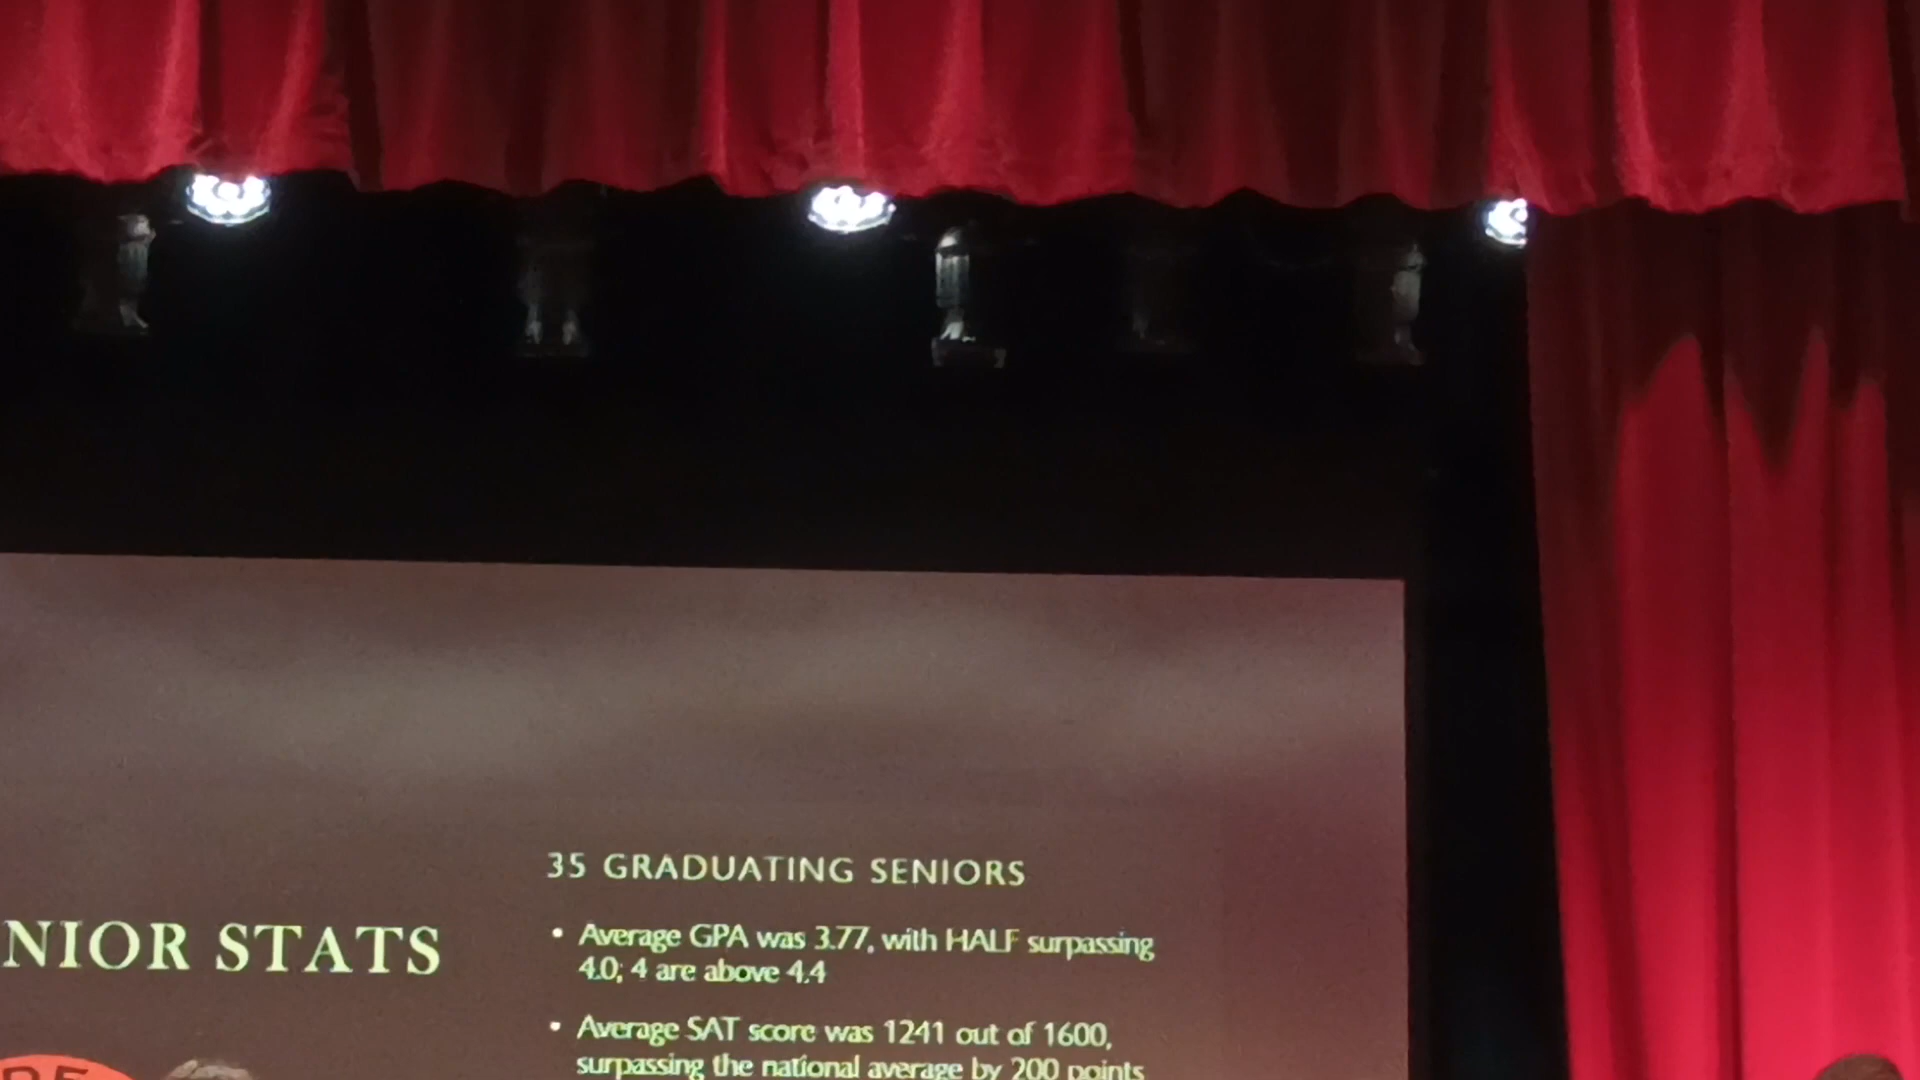 35 GRADUATING SENIORS
NIOR STATS
• Average GPA was 3.77, with HALF surpassing
4.0; 4 are above 4.4
• Average SAT score was 1241 out of 1600,
surpassing the national average by 200 points